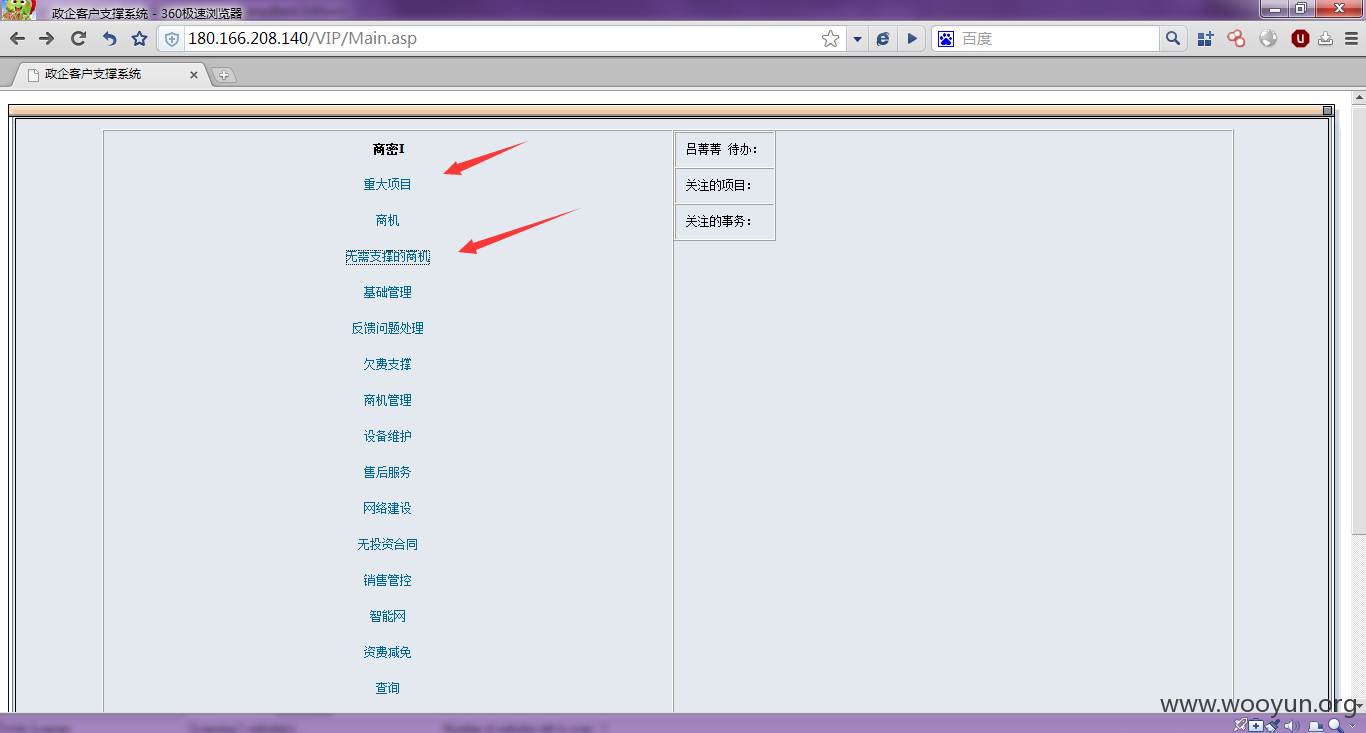 政企客户支撑系统 - 360极速浏览器
180.166.208.140/VIP/Main.asp
百度
政企客户支撑系统
商密I
重大项目
商机
无需支撑的商机
基础管理
反馈问题处理
欠费支撑
商机管理
设备维护
售后服务
网络建设
无投资合同
销售管控
智能网
资费减免
查询
吕菁菁 待办：
关注的项目：
关注的事务：
www.wooyun.org